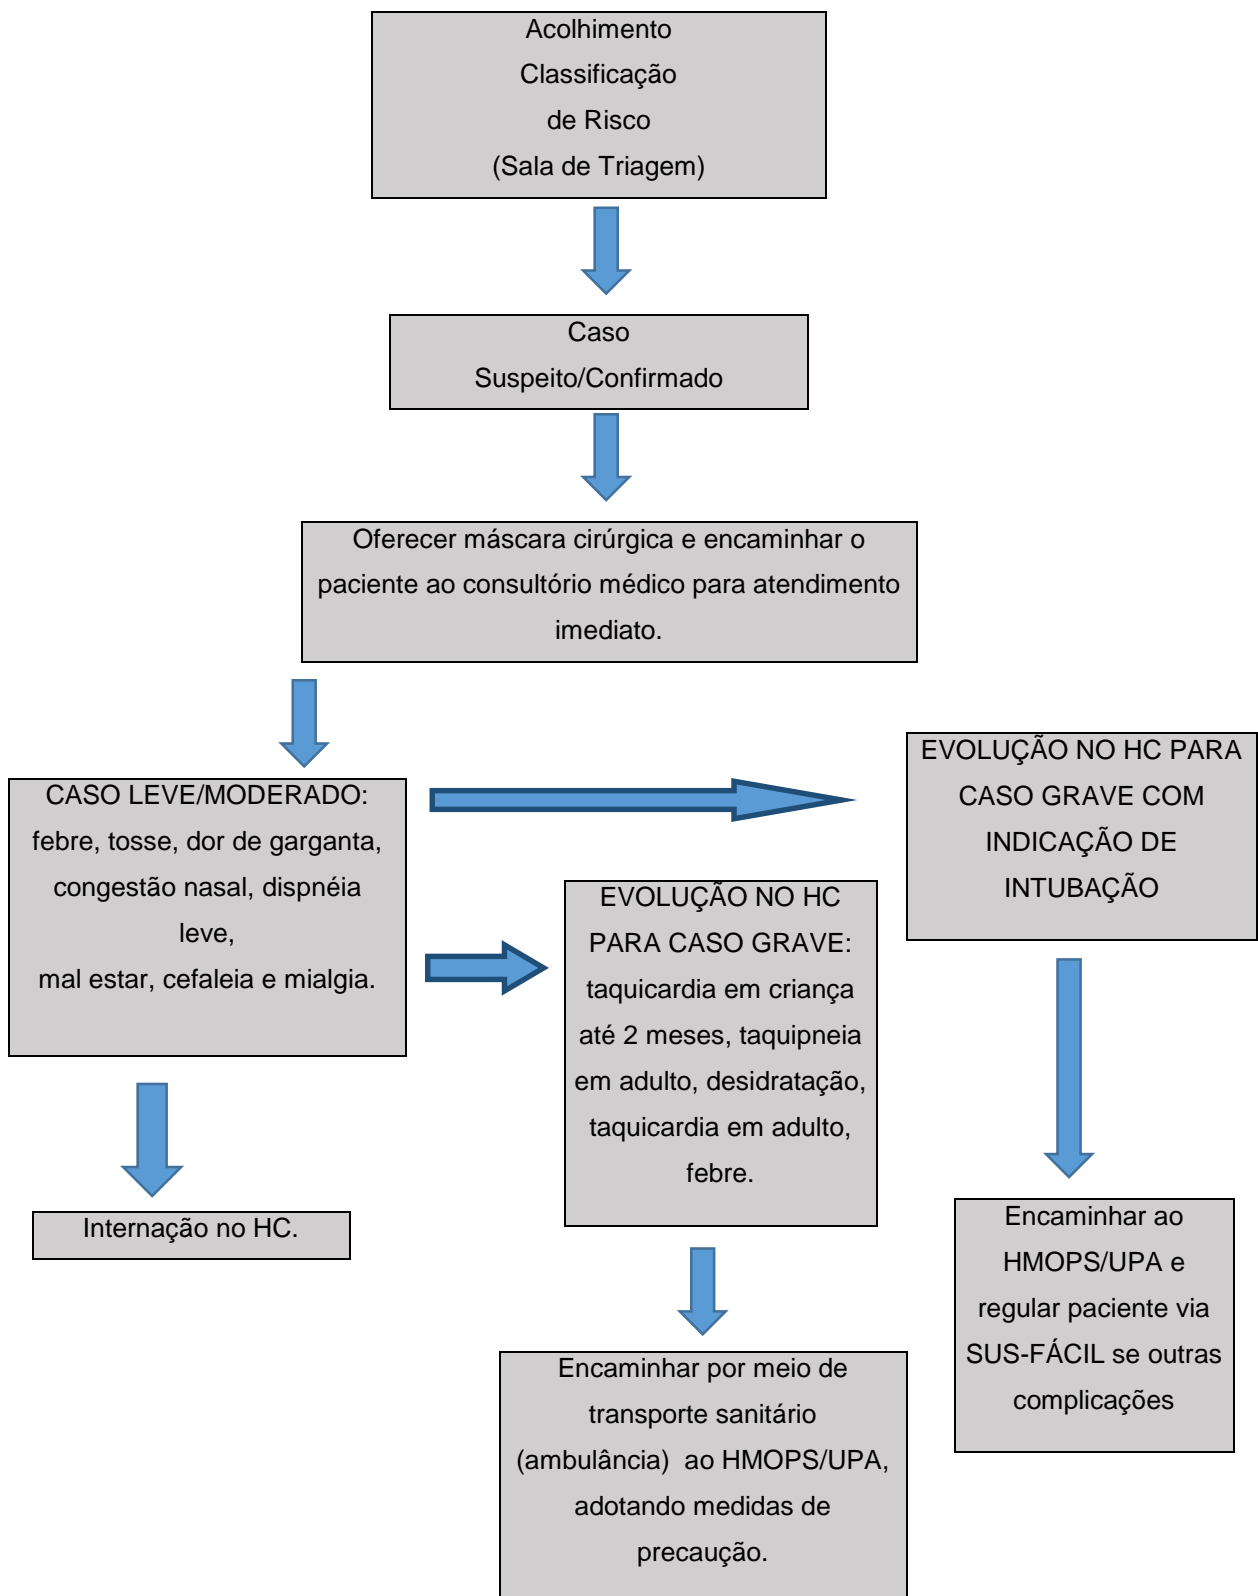 Acolhimento
Classificação
de Risco
(Sala de Triagem)
Caso
Suspeito/Confirmado
Oferecer máscara cirúrgica e encaminhar o
paciente ao consultório médico para atendimento
imediato.
CASO LEVE/MODERADO:
febre, tosse, dor de garganta,
congestão nasal, dispnéia
leve,
mal estar, cefaleia e mialgia.
EVOLUÇÃO NO HC PARA
CASO GRAVE COM
INDICAÇÃO DE
INTUBAÇÃO
EVOLUÇÃO NO HC
PARA CASO GRAVE:
taquicardia em criança
até 2 meses, taquipneia
em adulto, desidratação,
taquicardia em adulto,
febre.
Internação no HC.
Encaminhar ao
HMOPS/UPA e
regular paciente via
SUS-FÁCIL se outras
complicações
Encaminhar por meio de
transporte sanitário
(ambulância) ao HMOPS/UPA,
adotando medidas de
precaução.